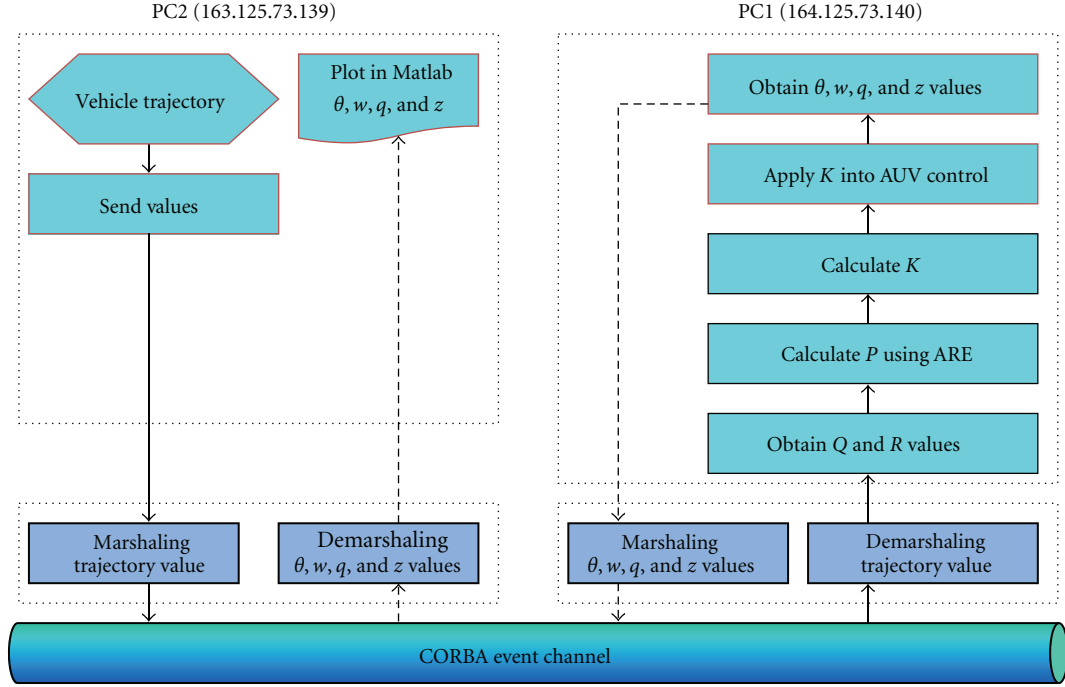 PC2 (163.125.73.139)
Vehicle trajectory
Send values
Plot in Matlab
θ, w, q, and z
Marshaling
trajectory value
Demarshaling
θ, w, q, and z values
PC1 (164.125.73.140)
Obtain θ, w, q, and z values
Apply K into AUV control
Calculate K
Calculate P using ARE
Obtain Q and R values
Marshaling
θ, w, q, and z values
Demarshaling
trajectory value
CORBA event channel